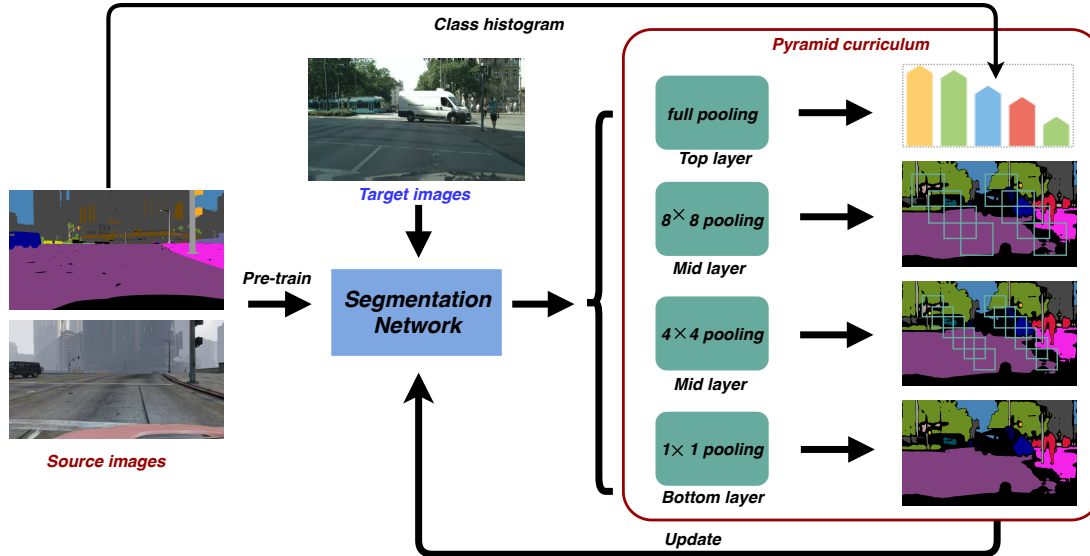 Class histogram
Pyramid curriculum
full pooling
Top layer
Target images
8× 8 pooling
Mid layer
Pre-train
Segmentation
Network
4× 4 pooling
Mid layer
Source images
1× 1 pooling
Bottom layer
Update